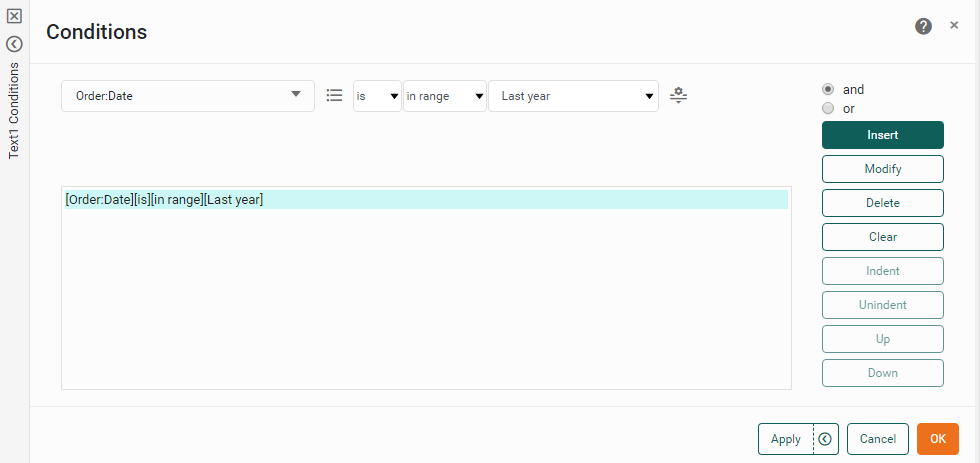 Conditions
Text1 Conditions
Order:Date is in range Last year
and
or
Insert
Modify
Delete
Clear
Indent
Unindent
Up
Down
[Order:Date][is][in range][Last year]
Apply Cancel OK